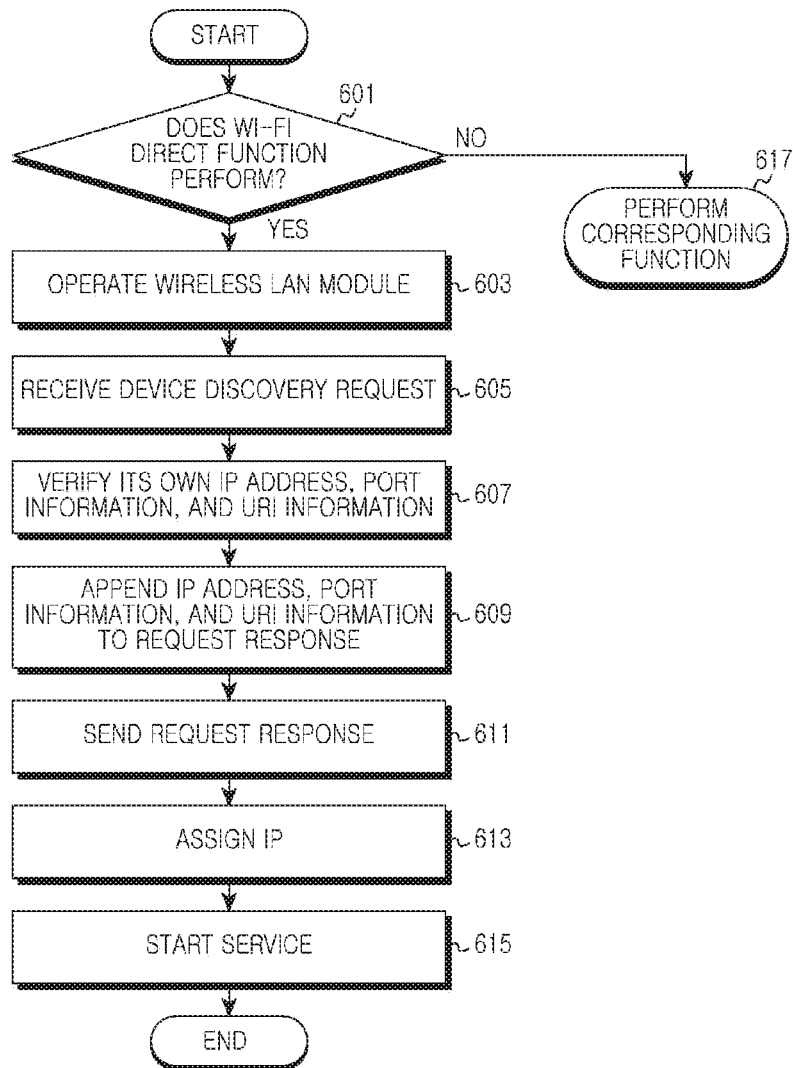 START
601
DOES WI-FI
DIRECT FUNCTION
PERFORM?
NO
617
YES
PERFORM
CORRESPONDING
FUNCTION
OPERATE WIRELESS LAN MODULE
603
RECEIVE DEVICE DISCOVERY REQUEST
605
VERIFY ITS OWN IP ADDRESS, PORT
INFORMATION, AND URI INFORMATION
607
APPEND IP ADDRESS, PORT
INFORMATION, AND URI INFORMATION
TO REQUEST RESPONSE
609
SEND REQUEST RESPONSE
611
ASSIGN IP
613
START SERVICE
615
END